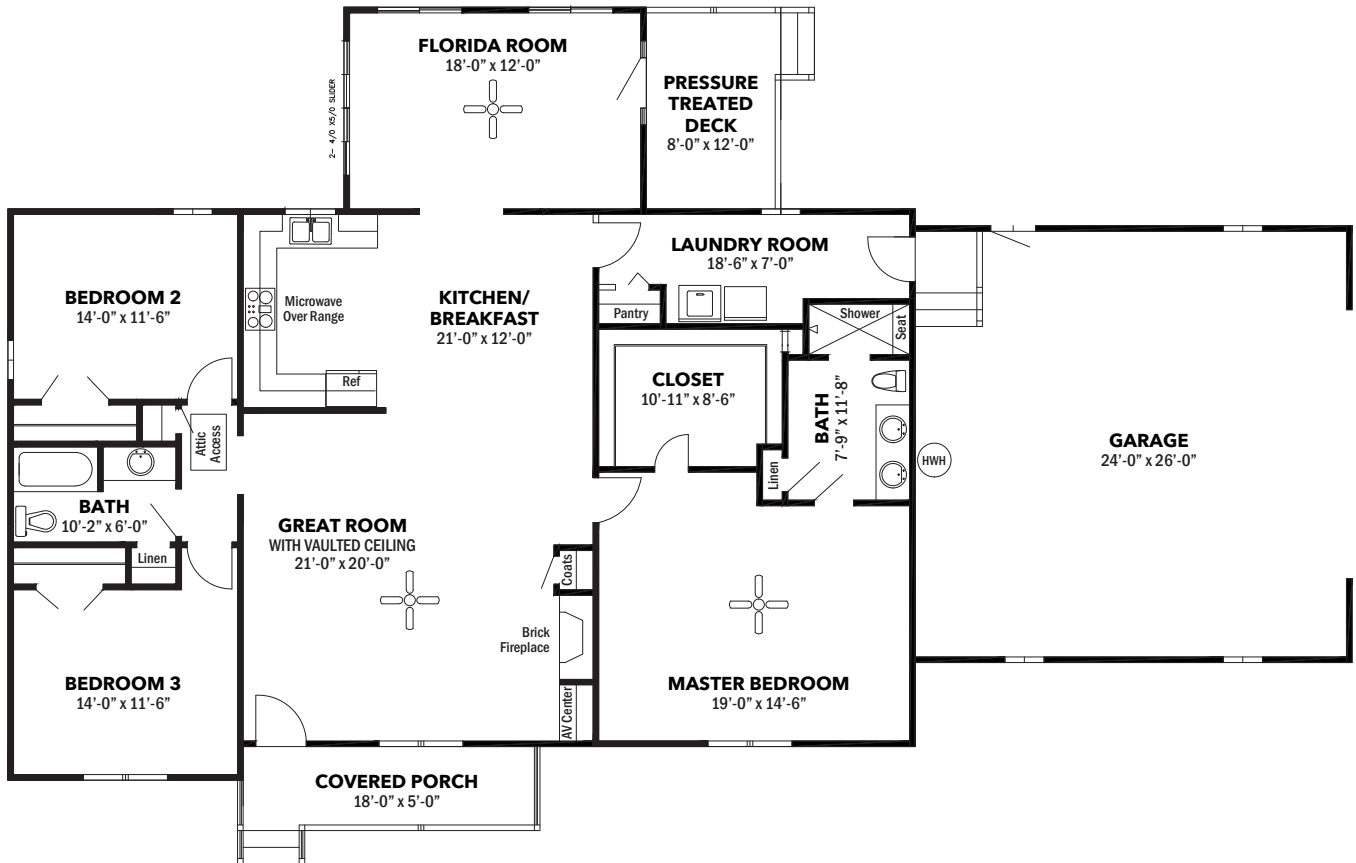 FLORIDA ROOM
18’-0” x 12’-0”
2- 4/0 X5/0 SLIDER
PRESSURE
TREATED
DECK
8’-0” x 12’-0”
BEDROOM 2
14’-0” x 11’-6”
Microwave
Over Range
KITCHEN/
BREAKFAST
21’-0” x 12’-0”
Ref
LAUNDRY ROOM
18’-6” x 7’-0”
Pantry
Shower
Seat
CLOSET
10’-11” x 8’-6”
BATH
7’-9” x 11’-8”
Linen
HWH
GARAGE
24’-0” x 26’-0”
Attic
Access
BATH
10’-2” x 6’-0”
Linen
GREAT ROOM
WITH VAULTED CEILING
21’-0” x 20’-0”
Coats
Brick
Fireplace
AV Center
BEDROOM 3
14’-0” x 11’-6”
MASTER BEDROOM
19’-0” x 14’-6”
COVERED PORCH
18’-0” x 5’-0”